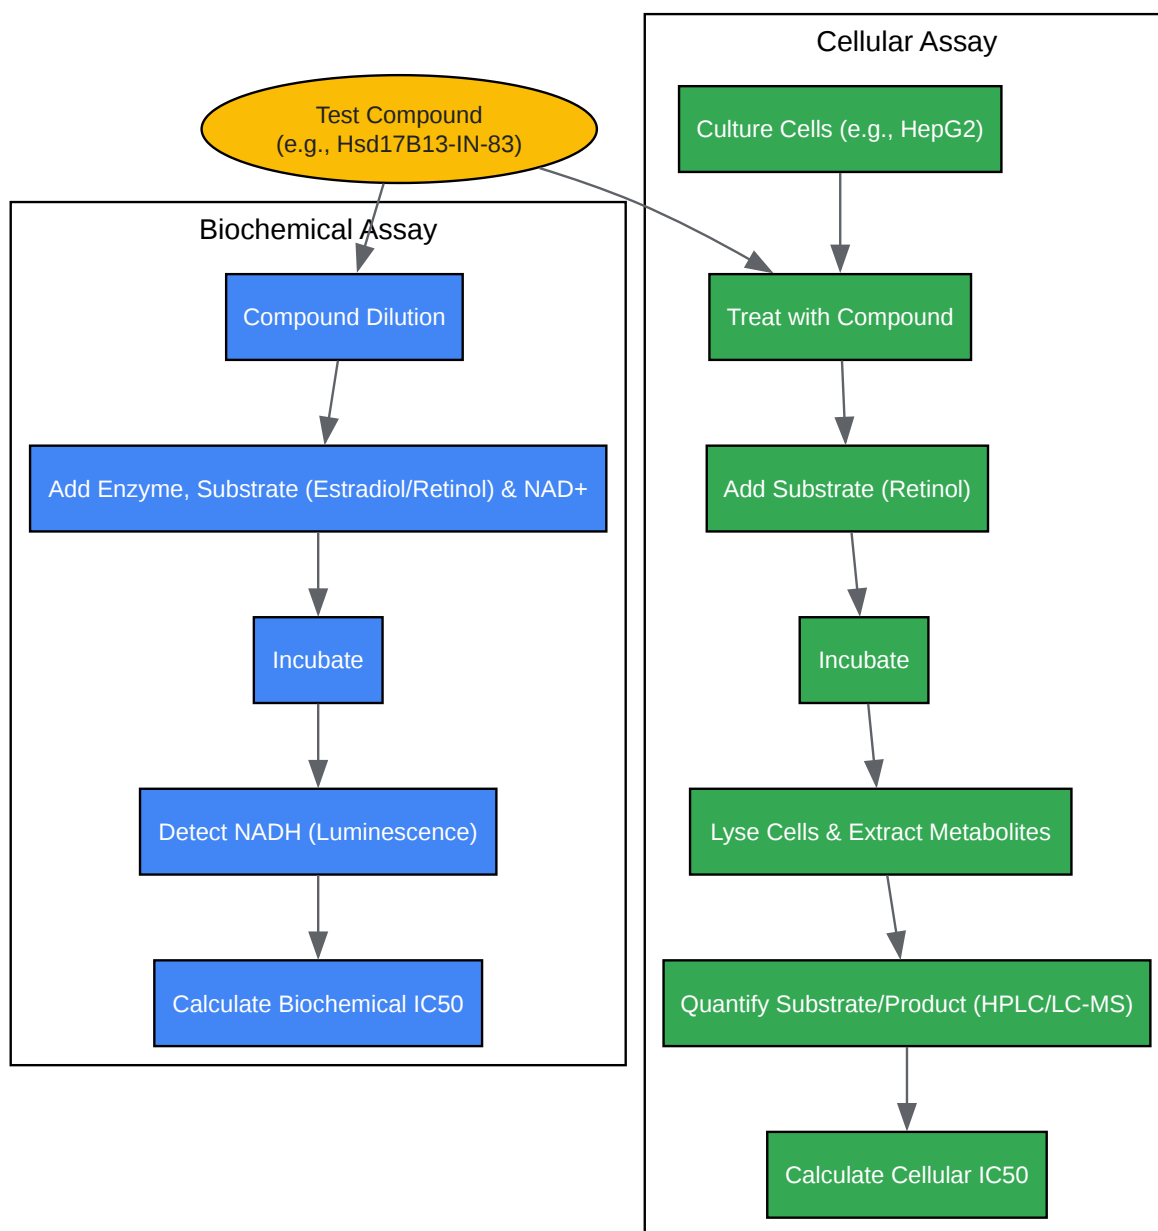 Test Compound
(e.g., Hsd17B13-IN-83)
Biochemical Assay
Compound Dilution
Add Enzyme, Substrate (Estradiol/Retinol) & NAD+
Incubate
Detect NADH (Luminescence)
Calculate Biochemical IC50
Cellular Assay
Culture Cells (e.g., HepG2)
Treat with Compound
Add Substrate (Retinol)
Incubate
Lyse Cells & Extract Metabolites
Quantify Substrate/Product (HPLC/LC-MS)
Calculate Cellular IC50